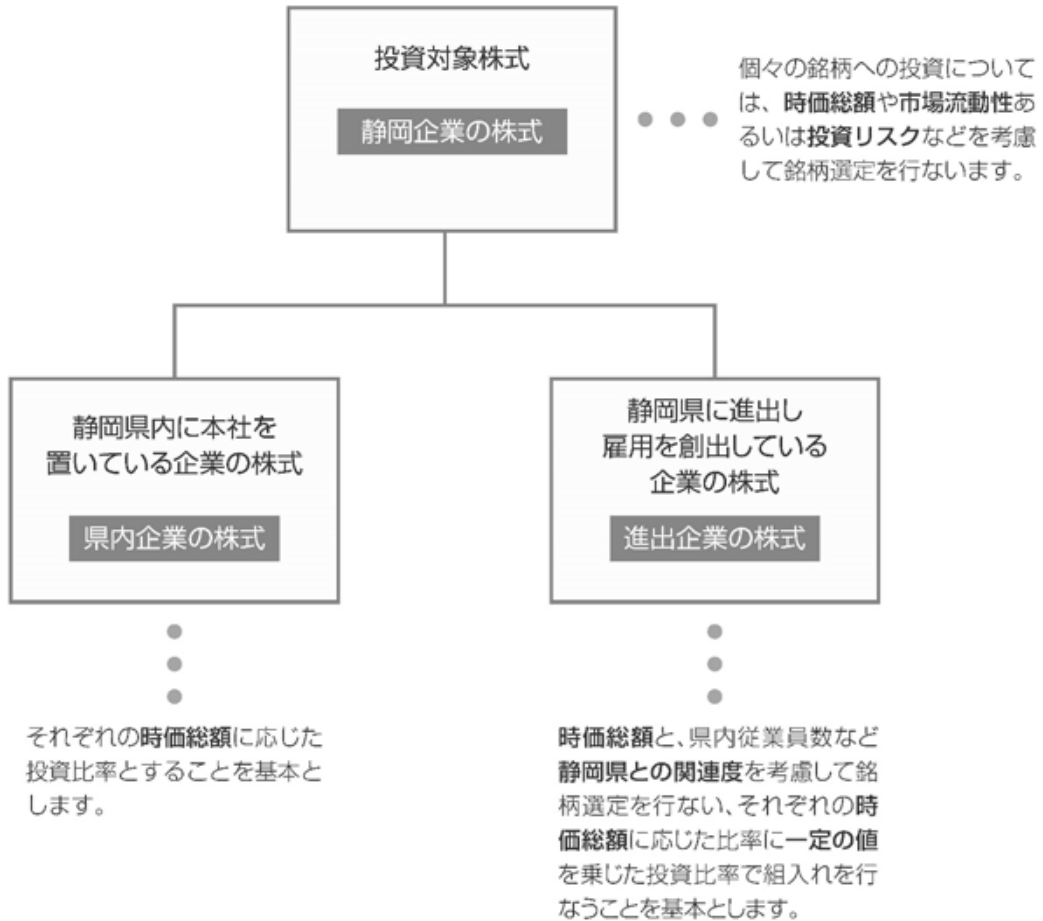 投資対象株式
静岡企業の株式
個々の銘柄への投資について
は、時価総額や市場流動性あ
るいは投資リスクなどを考慮
して銘柄選定を行ないます。
静岡県内に本社を
置いている企業の株式
県内企業の株式
静岡県に進出し
雇用を創出している
企業の株式
進出企業の株式
それぞれの時価総額に応じた
投資比率とすることを基本と
します。
時価総額と、県内従業員数など
静岡県との関連度を考慮して銘
柄選定を行ない、それぞれの時
価総額に応じた比率に一定の値
を乗じた投資比率で組入れを行
なうことを基本とします。